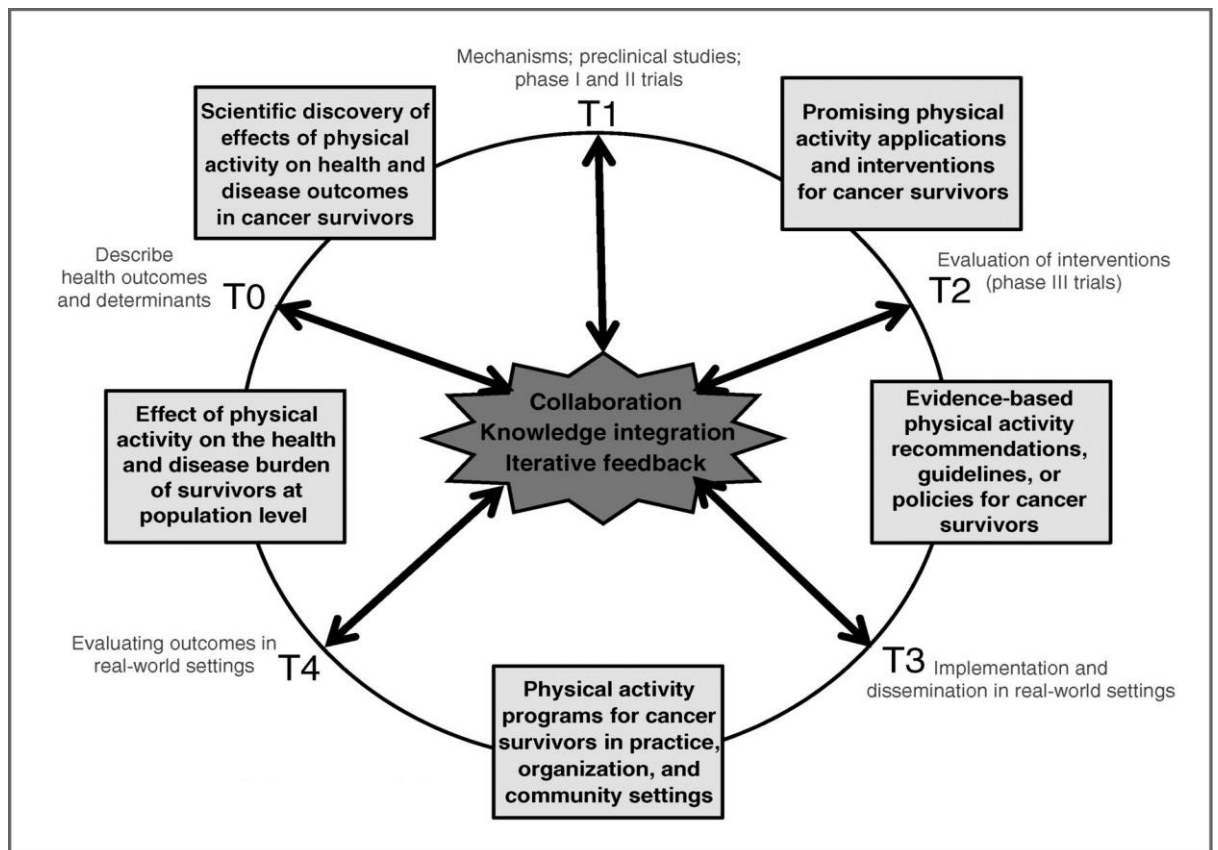 Mechanisms; preclinical studies;
phase I and II trials
T1
Scientific discovery of
effects of physical
activity on health and
disease outcomes
in cancer survivors
Promising physical
activity applications
and interventions
for cancer survivors
Describe
health outcomes
and determinants T0
Evaluation of interventions
T2 (phase III trials)
Collaboration
Knowledge integration
Iterative feedback
Effect of physical
activity on the health
and disease burden
of survivors at
population level
Evidence-based
physical activity
recommendations,
guidelines, or
policies for cancer
survivors
Evaluating outcomes in
real-world settings T4
T3 Implementation and
dissemination in real-world settings
Physical activity
programs for cancer
survivors in practice,
organization, and
community settings